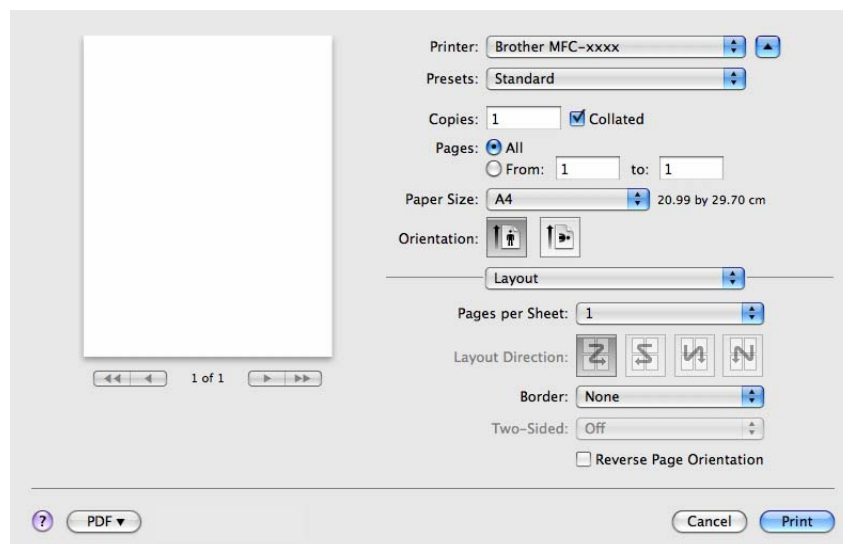 Printer: Brother MFC-xxxx
Presets: Standard
Copies: 1 Collated
Pages: All
From: 1 to: 1
Paper Size: A4 20.99 by 29.70 cm
Orientation:
Layout
Pages per Sheet: 1
Layout Direction:
Border: None
Two-Sided: Off
Reverse Page Orientation
1 of 1
? PDF Cancel Print